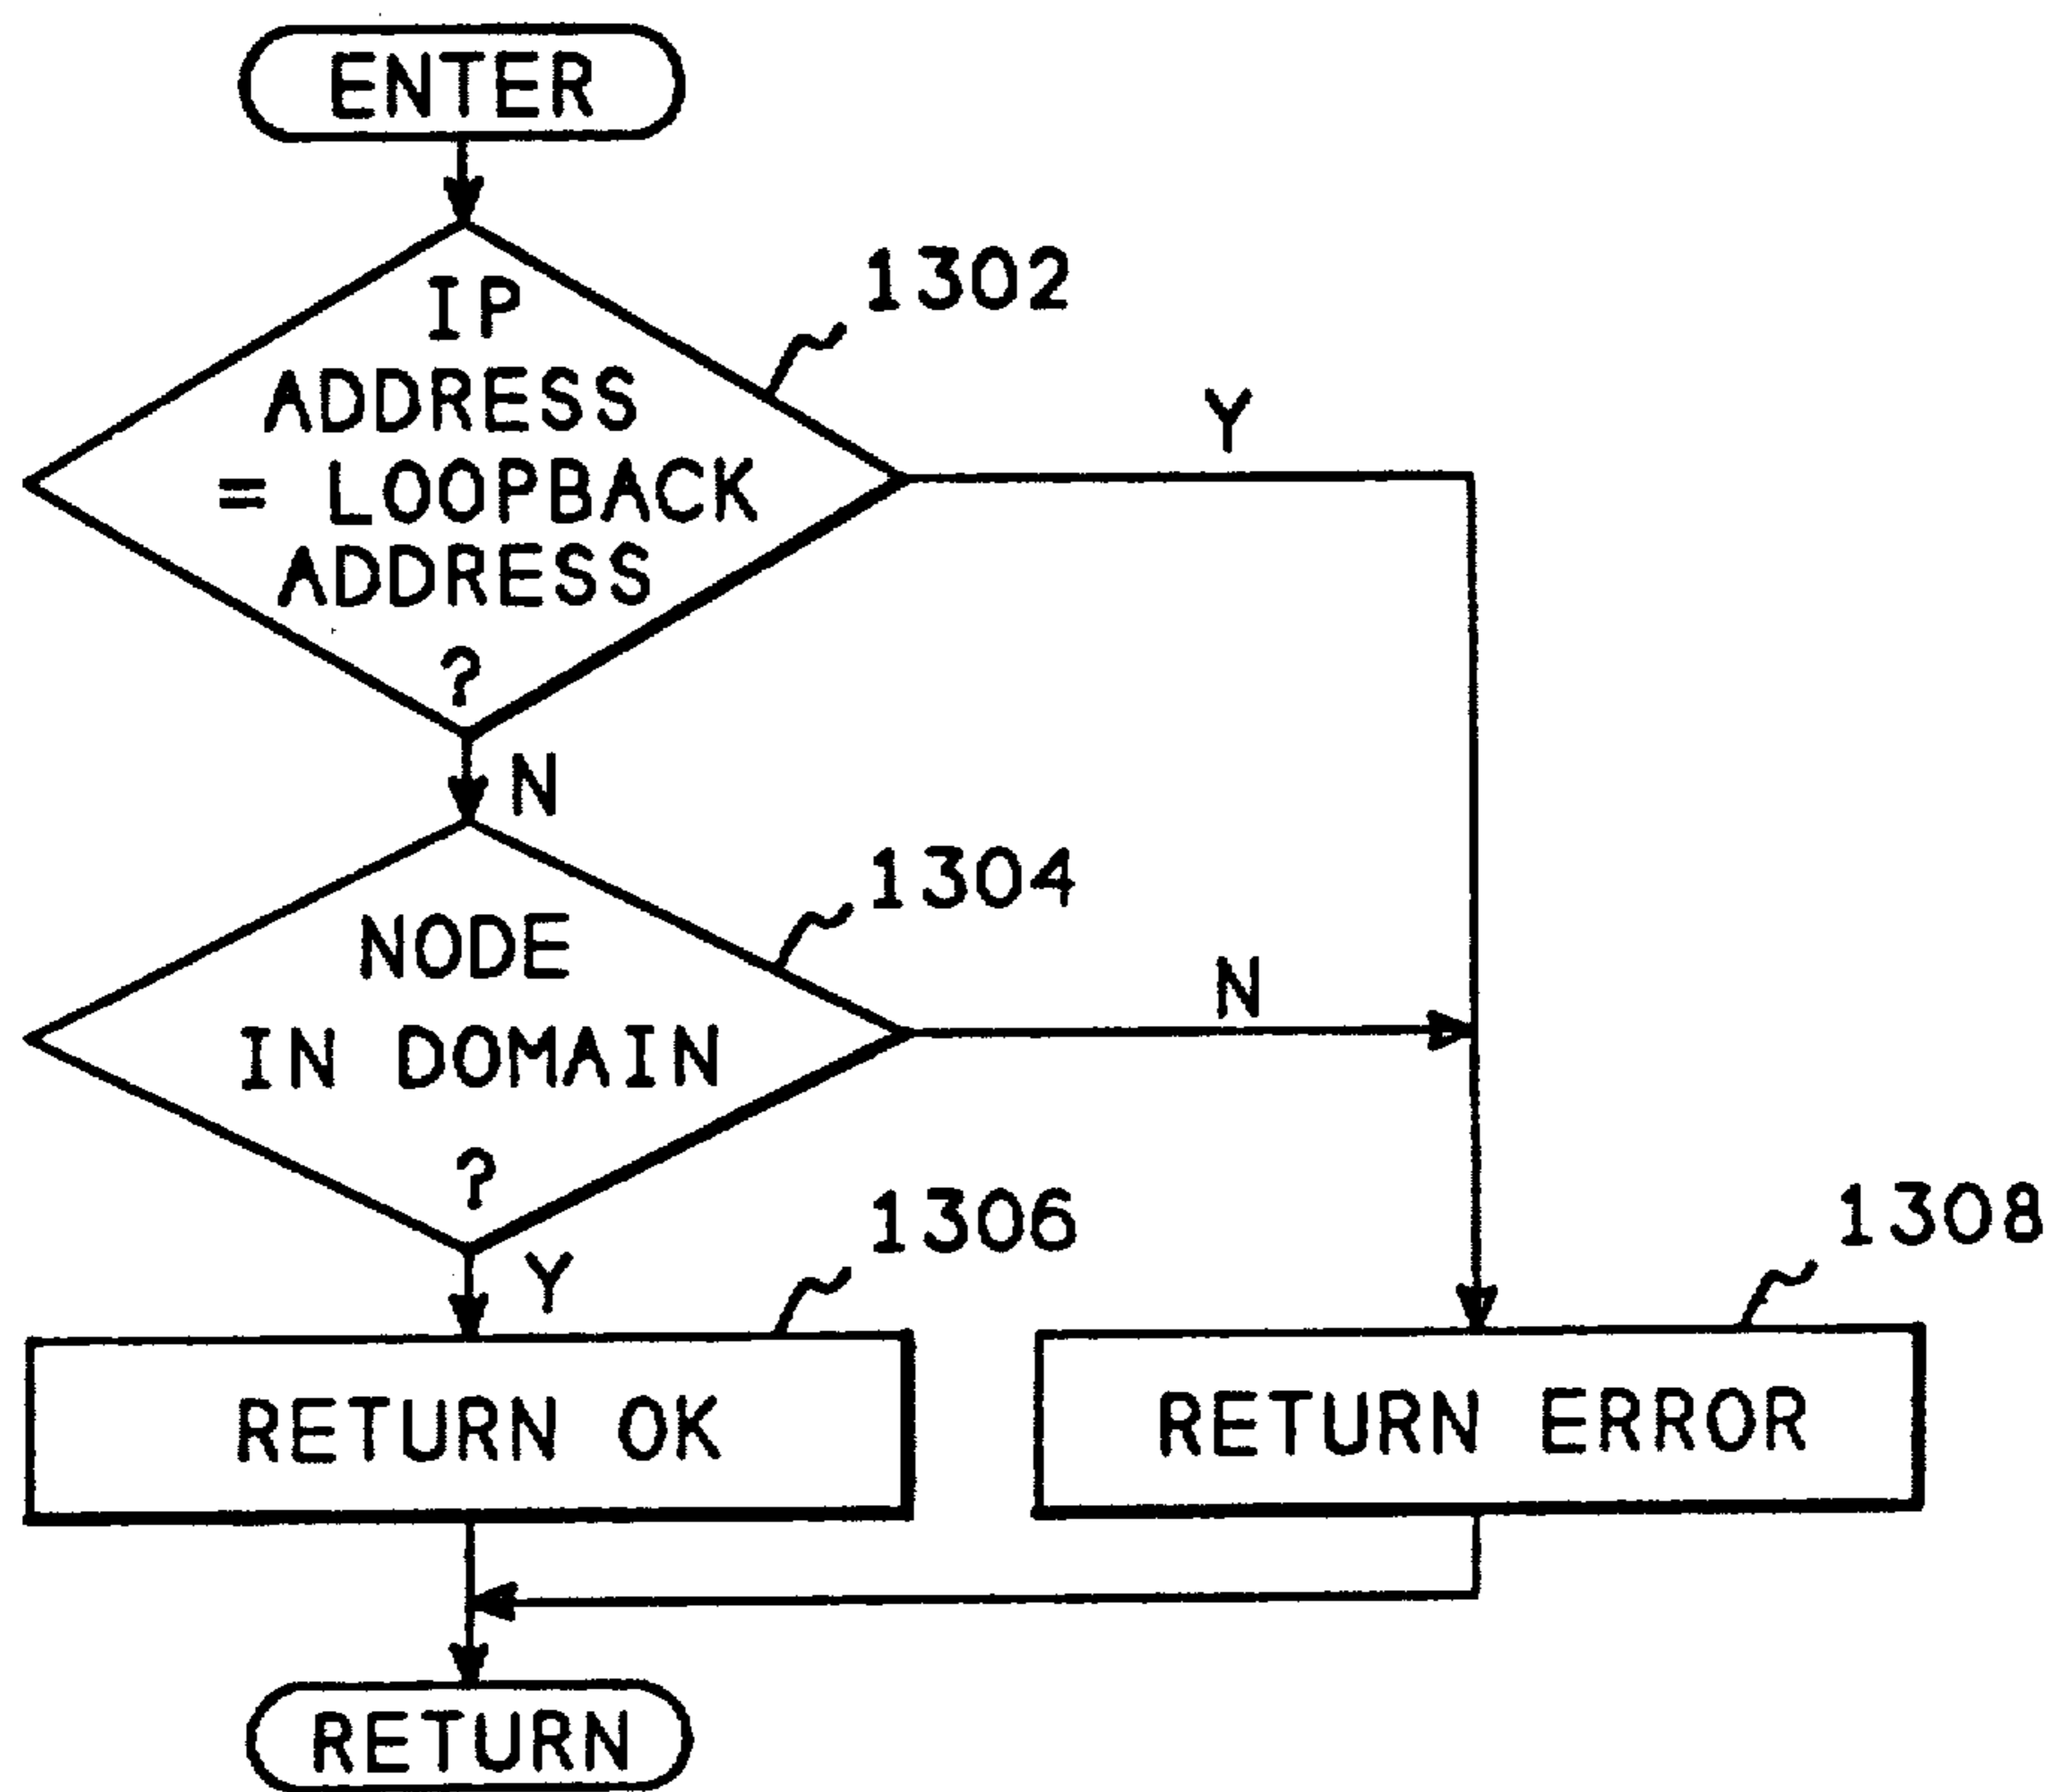 ENTER
1302
IP
ADDRESS
= LOOPBACK
ADDRESS
?
Y
N
1304
NODE
IN DOMAIN
?
N
Y
1306
1308
RETURN OK
RETURN ERROR
RETURN